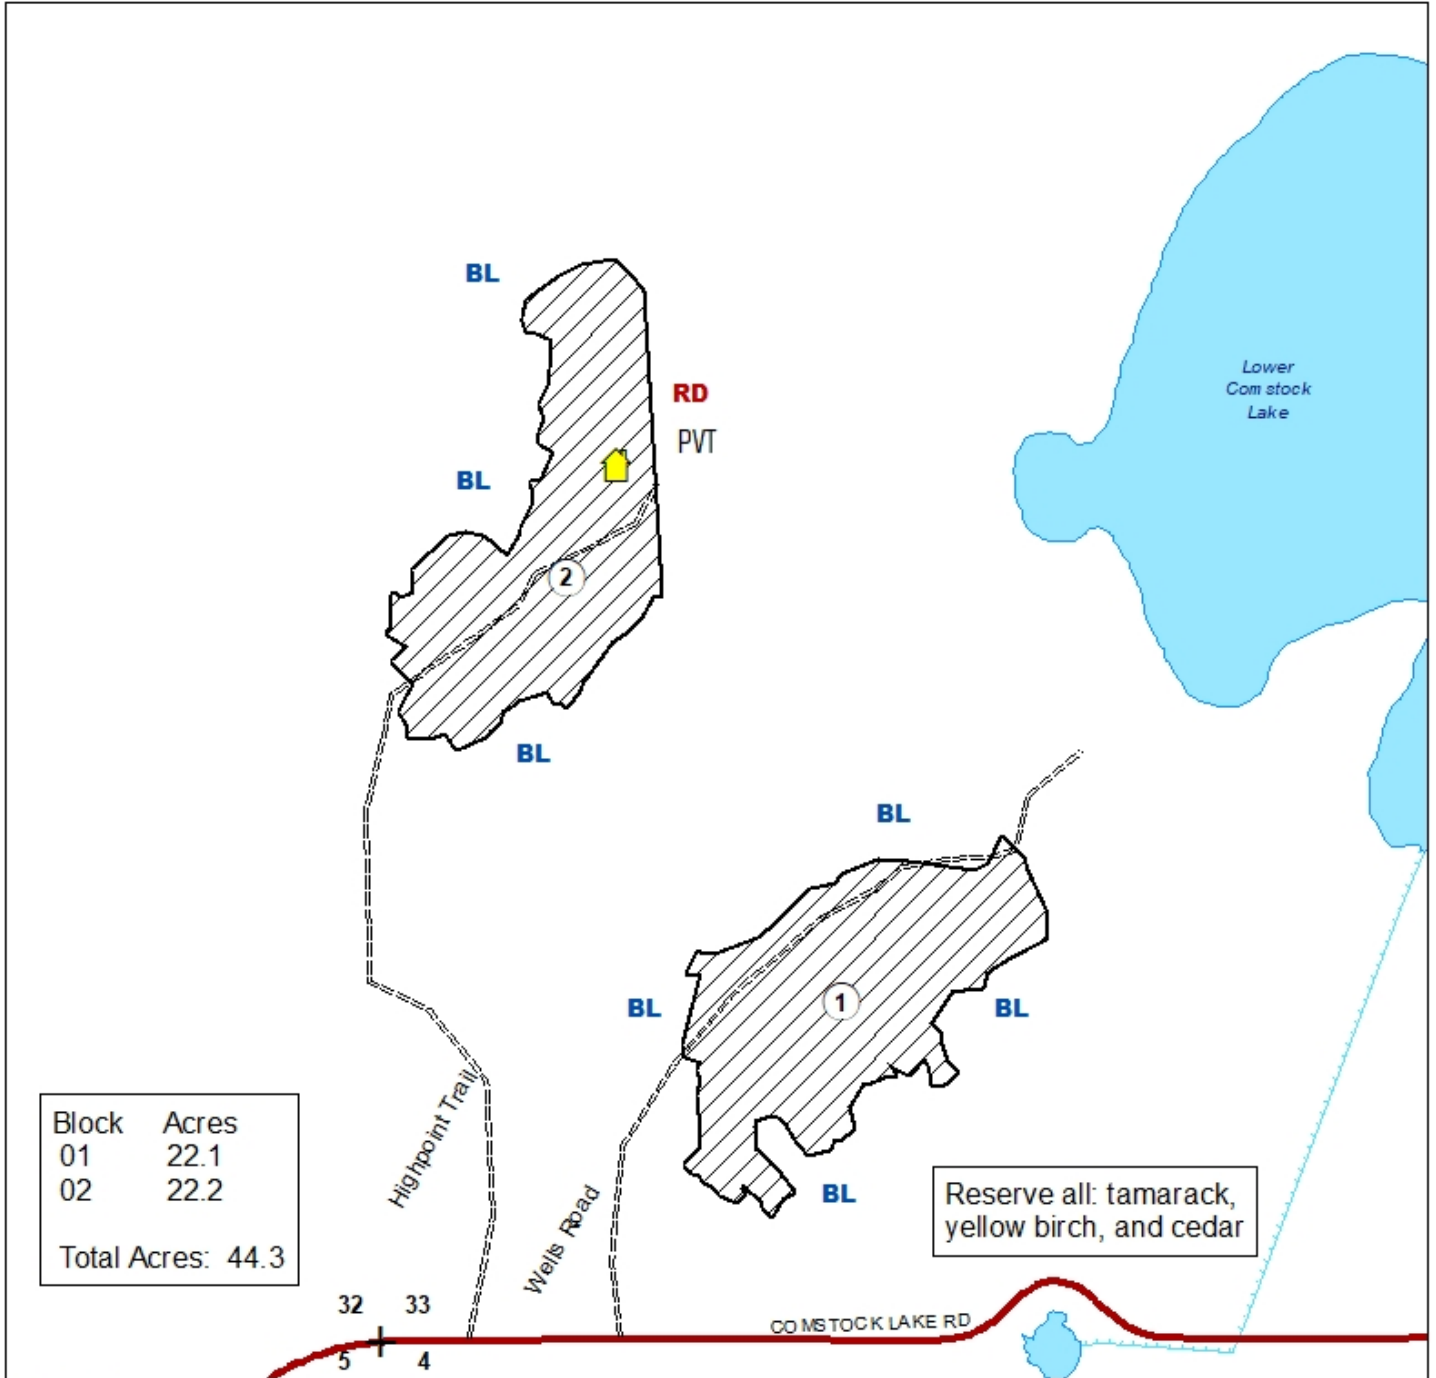 BL
Lower
Comstock
Lake
RD
PVT
BL
2
BL
BL
BL
1
BL
Highpoint Trail
Block Acres
01 22.1
02 22.2
Total Acres: 44.3
Wells Road
BL
Reserve all: tamarack,
yellow birch, and cedar
32 33
COMSTOCK LAKE RD
5 4